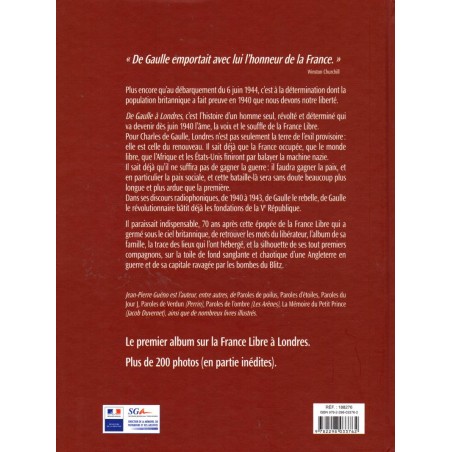 « De Gaulle emportait avec lui l'honneur de la France. »
Winston Churchill
Plus encore qu'au débarquement du 6 juin 1944, c'est à la détermination dont la
population britannique a fait preuve en 1940 que nous devons notre liberté.
De Gaulle à Londres, c'est l'histoire d'un homme seul, révolté et déterminé qui
va devenir dès juin 1940 l'âme, la voix et le souffle de la France Libre.
Pour Charles de Gaulle, Londres n'est pas seulement la terre de l'exil provisoire :
elle est celle du renouveau. Il sait déjà que la France occupée, que le monde
libre, que l'Afrique et les États-Unis finiront par balayer la machine nazie.
Il sait déjà qu'il ne suffira pas de gagner la guerre : il faudra gagner la paix, et
en particulier la paix sociale, et cette bataille-là sera sans doute beaucoup plus
longue et plus ardue que la première.
Dans ses discours radiophoniques, de 1940 à 1943, de Gaulle le rebelle, de Gaulle
le révolutionnaire bâtit déjà les fondations de la Ve République.
Il paraissait indispensable, 70 ans après cette épopée de la France Libre qui a
germé sous le ciel britannique, de retrouver les mots du libérateur, l'album de sa
famille, la trace des lieux qui l'ont hébergé, et la silhouette de ses tout premiers
compagnons, sur la toile de fond sanglante et chaotique d'une Angleterre en
guerre et de sa capitale ravagée par les bombes du Blitz.
Jean-Pierre Guéno est l'auteur, entre autres, de Paroles de poilus, Paroles d'étoiles, Paroles du
Jour J, Paroles de Verdun (Perrin), Paroles de l'ombre (Les Arènes), La Mémoire du Petit Prince
(Jacob Duvernet), ainsi que de nombreux livres illustrés.
Le premier album sur la France Libre à Londres.
Plus de 200 photos (en partie inédites).
SGA